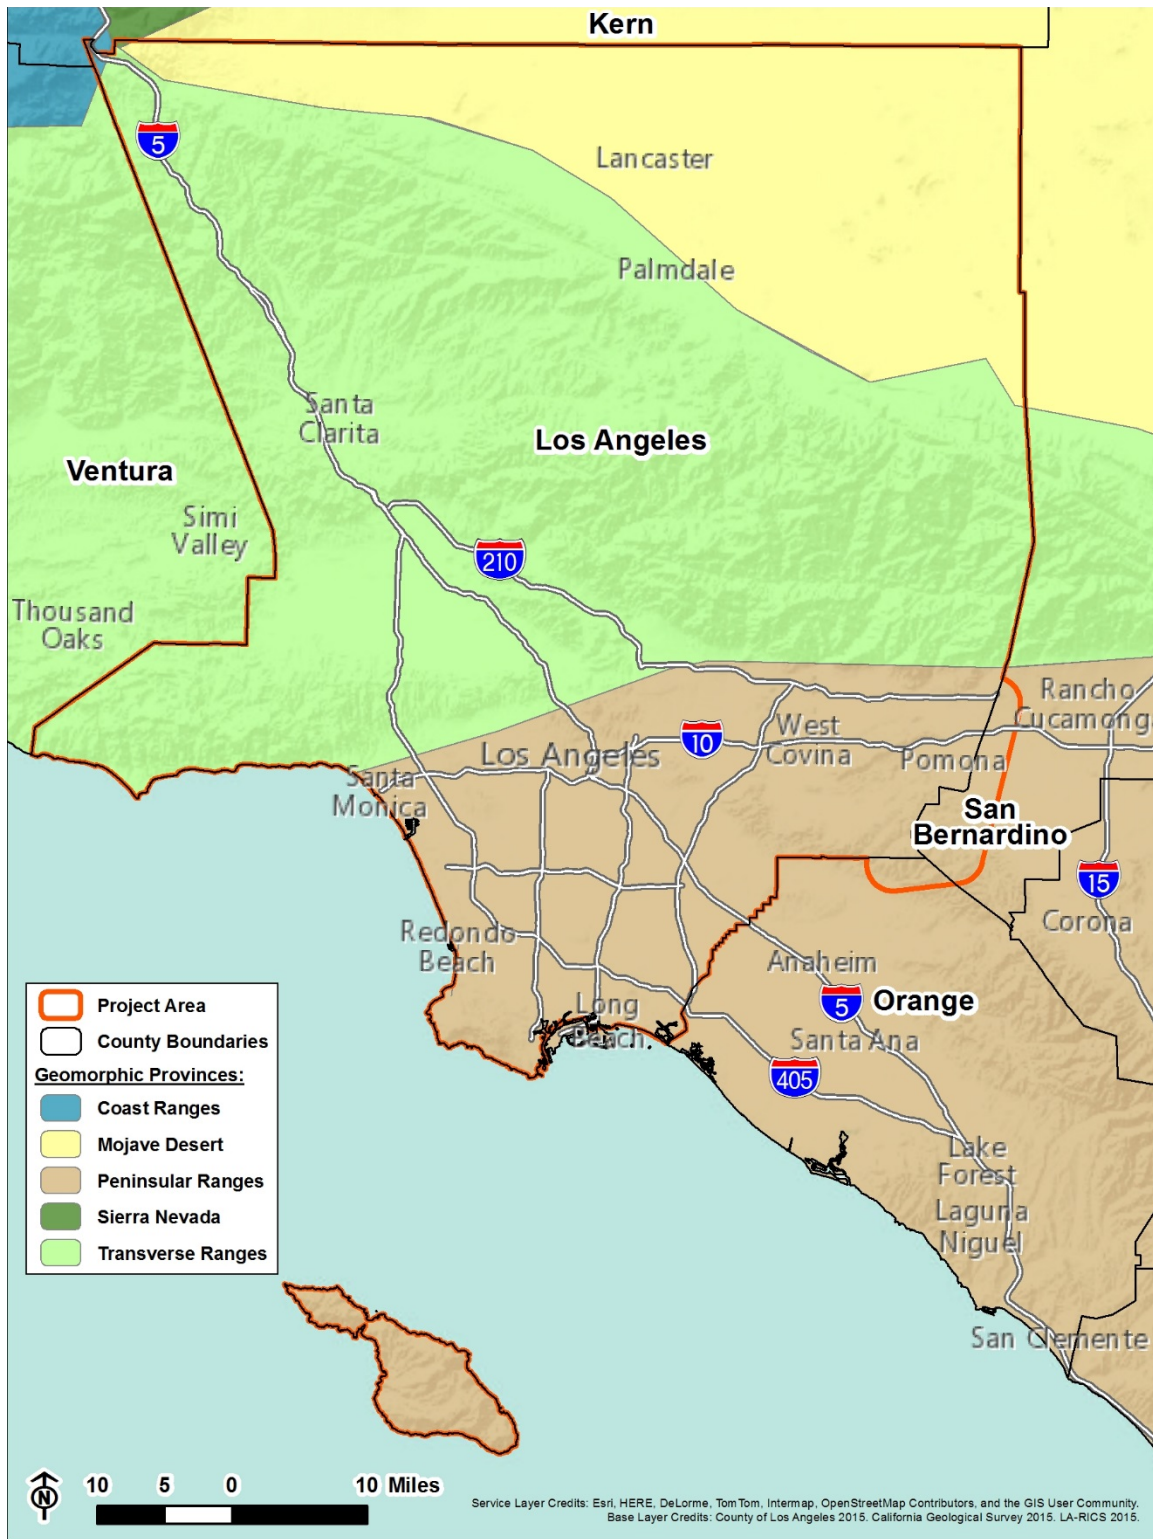 Kern
5
Lancaster
Palmdale
Santa
Clarita
Los Angeles
Ventura
Simi
Valley
210
Thousand
Oaks
Rancho
Cucamonga
West
Covina
10
Los Angeles
Pomona
Santa
Monica
San
Bernardino
15
Corona
Redondo
Beach
Anaheim
5
Orange
Long
Beach
Santa Ana
405
Lake
Forest
Laguna
Niguel
San Clemente
Project Area
County Boundaries
Geomorphic Provinces:
Coast Ranges
Mojave Desert
Peninsular Ranges
Sierra Nevada
Transverse Ranges
N
10 5 0 10 Miles
Service Layer Credits: Esri, HERE, DeLorme, TomTom, Intermap, OpenStreetMap Contributors, and the GIS User Community.
Base Layer Credits: County of Los Angeles 2015. California Geological Survey 2015. LA-RICS 2015.